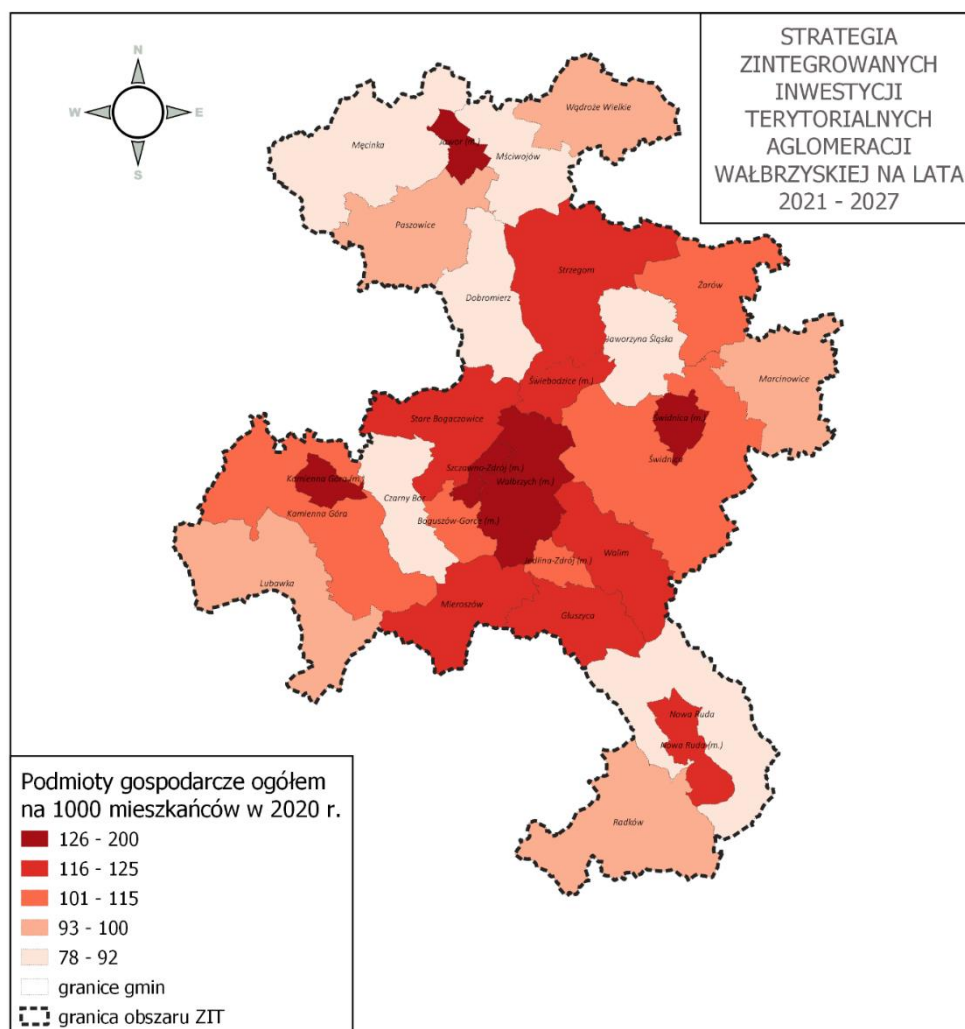 STRATEGIA
ZINTEGROWANYCH
INWESTYCJI
TERYTORIALNYCH
AGLOMERACJI
WAŁBRZYSKIEJ NA LATA
2021 - 2027
N
W
E
S
Wądroże Wielkie
Męcinka
Jawor (m.)
Mściwojów
Paszowice
Strzegom
Żarów
Dobromierz
Jaworzyna Śląska
Marcinowice
Świebodzice (m.)
Stare Bogaczowice
Świdnica (m.)
Świdnica
Szczawno-Zdrój (m.)
Kamienna Góra (m.)
Wałbrzych (m.)
Czarny Bór
Kamienna Góra
Boguszów-Gorce (m.)
Walim
Jedlina-Zdrój (m.)
Lubawka
Mieroszów
Głuszyca
Nowa Ruda
Nowa Ruda (m.)
Radków
Podmioty gospodarcze ogółem
na 1000 mieszkańców w 2020 r.
126 - 200
116 - 125
101 - 115
93 - 100
78 - 92
granice gmin
granica obszaru ZIT